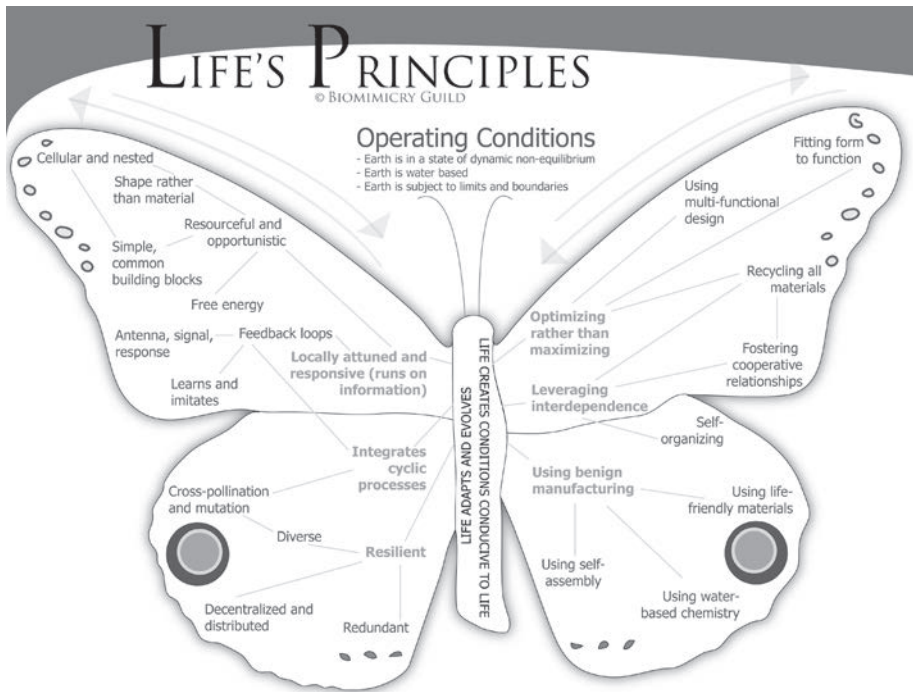 LIFE'S PRINCIPLES
© BIOMIMICRY GUILD
Operating Conditions
- Earth is in a state of dynamic non-equilibrium
- Earth is water based
- Earth is subject to limits and boundaries
Cellular and nested
Shape rather
than material
Resourceful and
opportunistic
Simple,
common
building blocks
Free energy
Antenna, signal,
response
Feedback loops
Learns and
imitates
Locally attuned and
responsive (runs on
information)
Integrates
cyclic
processes
Cross-pollination
and mutation
Diverse
Resilient
Decentralized and
distributed
Redundant
LIFE ADAPTS AND EVOLVES
LIFE CREATES CONDITIONS CONDUCIVE TO LIFE
Fitting form
to function
Using
multi-functional
design
Recycling all
materials
Optimizing
rather than
maximizing
Fostering
cooperative
relationships
Leveraging
interdependence
Self-
organizing
Using benign
manufacturing
Using life-
friendly materials
Using self-
assembly
Using water-
based chemistry